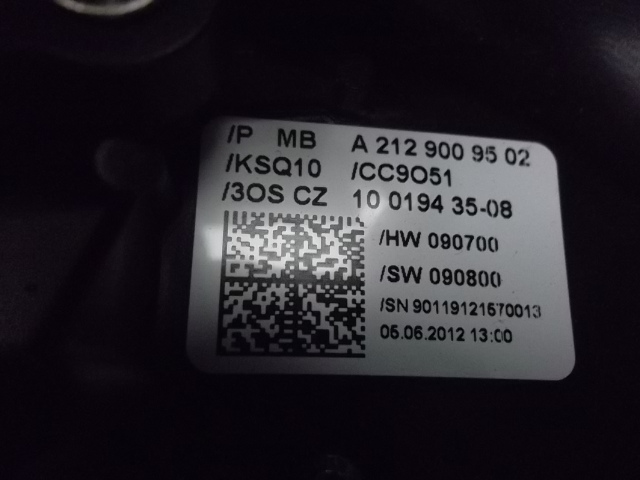 /P MB A 212 900 95 02
/KSQ10 /CC9O51
/3OS CZ 10 0194 35-08
/HW 090700
/SW 090800
/SN 90119121570013
05.06.2012 13:00